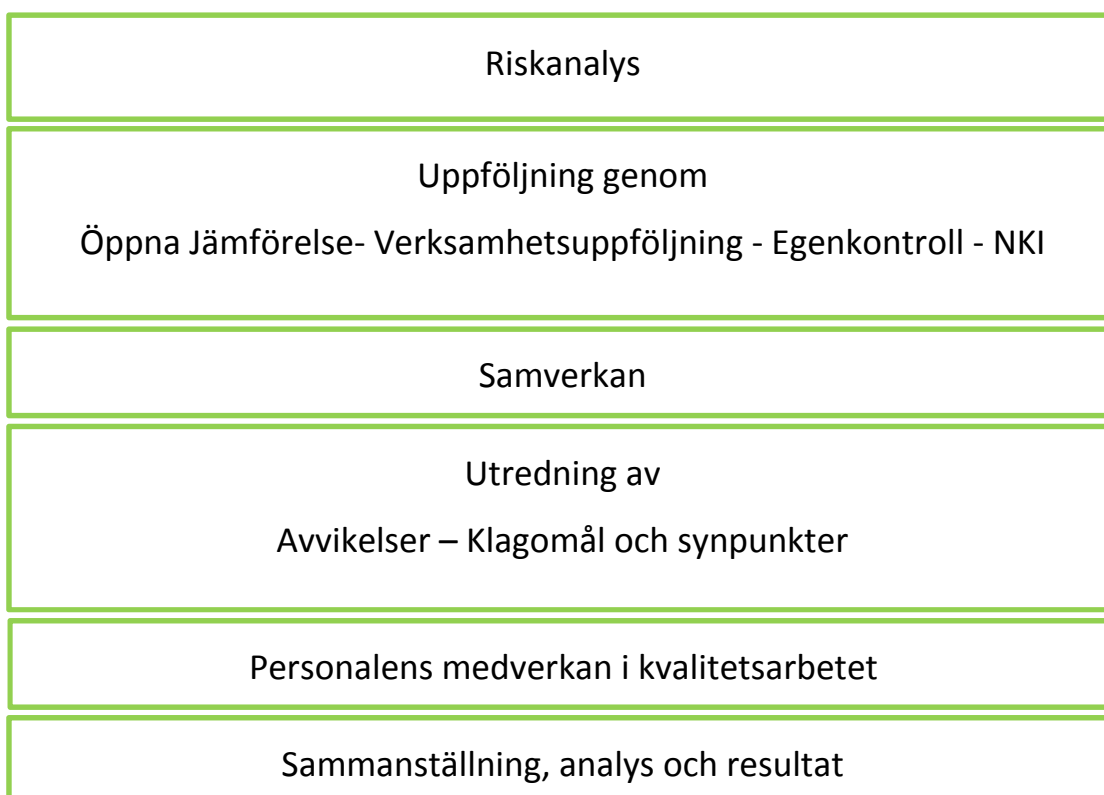 Riskanalys
Uppföljning genom
Öppna Jämförelse- Verksamhetsuppföljning - Egenkontroll - NKI
Samverkan
Utredning av
Avvikelser – Klagomål och synpunkter
Personalens medverkan i kvalitetsarbetet
Sammanställning, analys och resultat